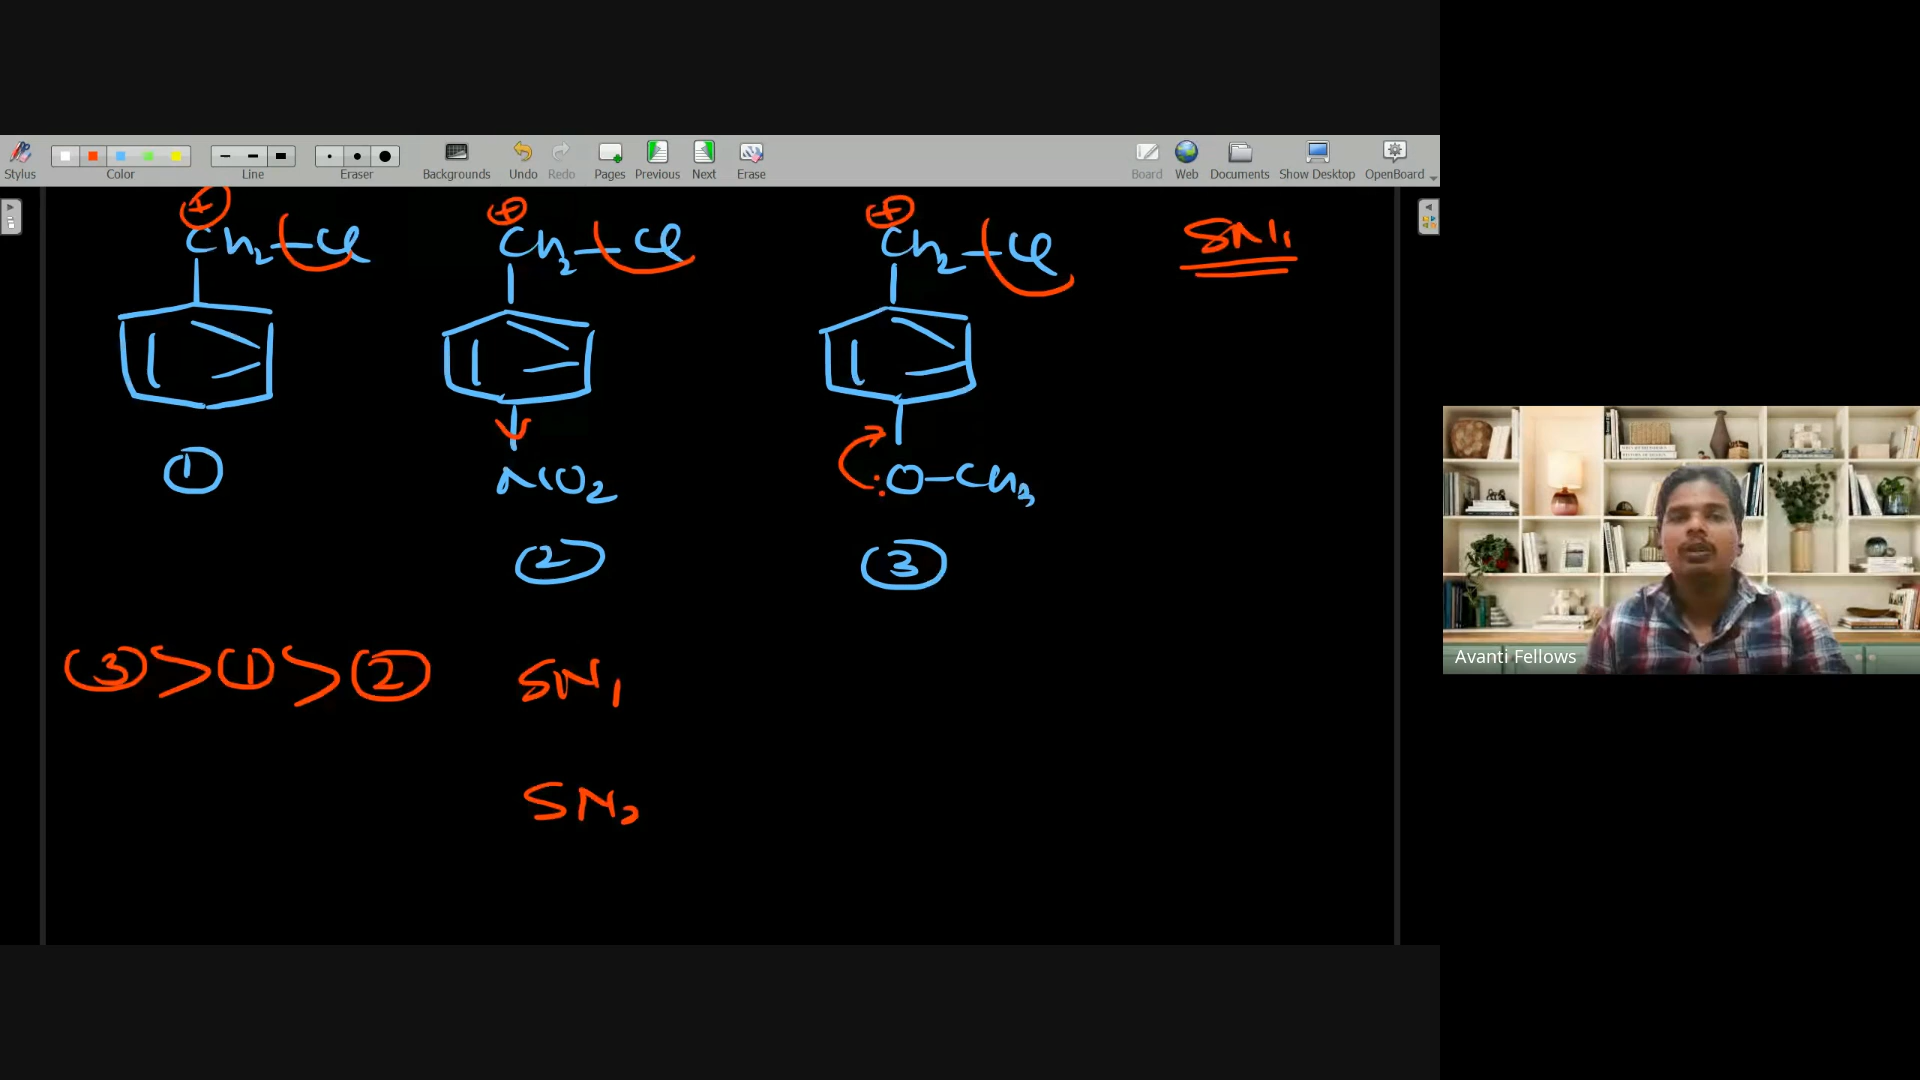 Stylus Color Line Eraser Backgrounds Undo Redo Pages Previous Next Erase Board Web Documents Show Desktop OpenBoard
CH2-Cl CH2-Cl CH2-Cl SN1
NO2 :O-CH3
1
2 3
3 > 1 > 2 SN1
SN2
Avanti Fellows